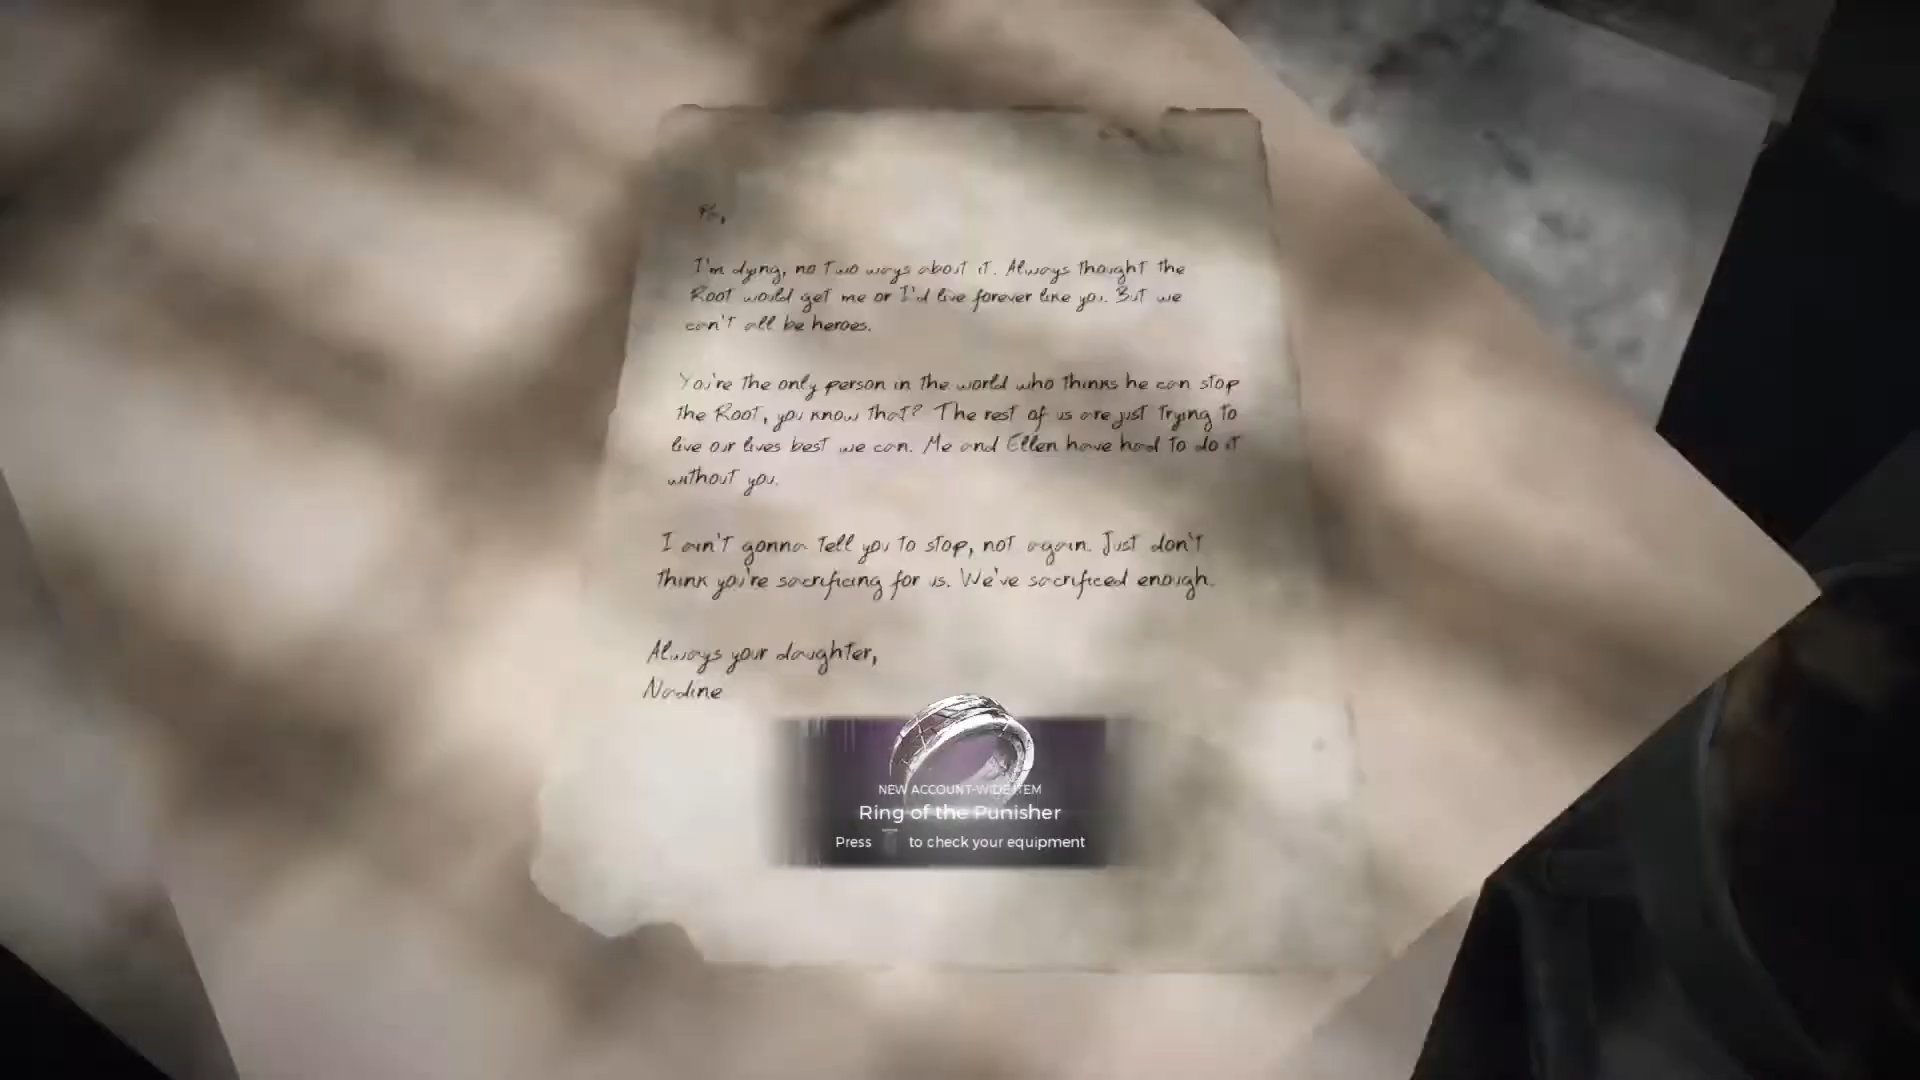 Pa,
I'm dying, no two ways about it. Always thought the
Root would get me or I'd live forever like you. But we
can't all be heroes.
You're the only person in the world who thinks he can stop
the Root, you know that? The rest of us are just trying to
live our lives best we can. Me and Ellen have had to do it
without you.
I ain't gonna tell you to stop, not again. Just don't
think you're sacrificing for us. We've sacrificed enough.
Always your daughter,
Nadine
NEW ACCOUNT-WIDE ITEM
Ring of the Punisher
Press to check your equipment